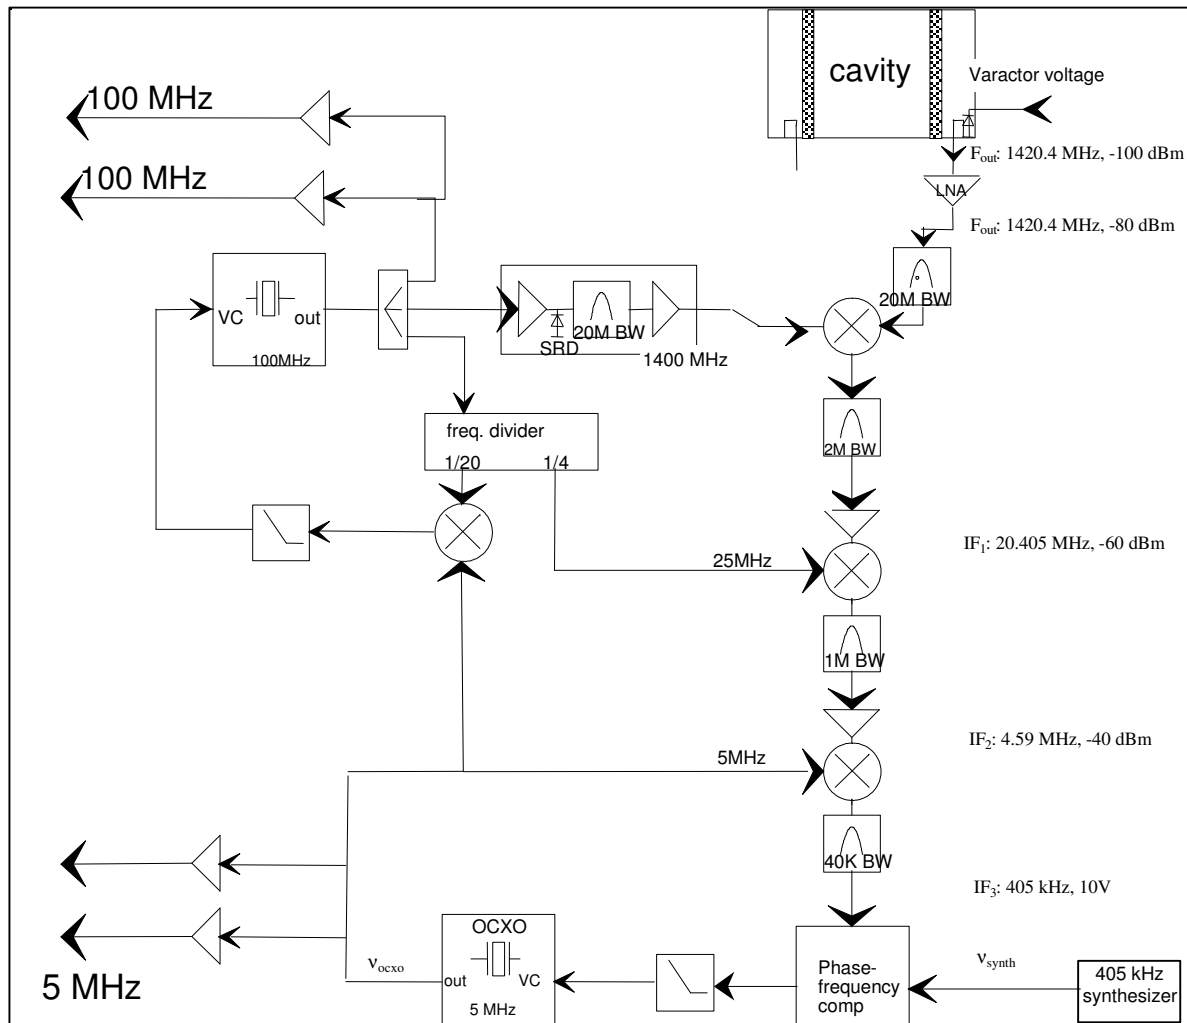 cavity
Varactor voltage
100 MHz
Fout: 1420.4 MHz, -100 dBm
100 MHz
LNA
Fout: 1420.4 MHz, -80 dBm
20M BW
VC
out
100MHz
20M BW
SRD
1400 MHz
freq. divider
1/20
1/4
2M BW
IF1: 20.405 MHz, -60 dBm
25MHz
1M BW
IF2: 4.59 MHz, -40 dBm
5MHz
40K BW
IF3: 405 kHz, 10V
OCXO
νocxo
out
VC
5 MHz
5 MHz
Phase-
frequency
comp
νsynth
405 kHz
synthesizer